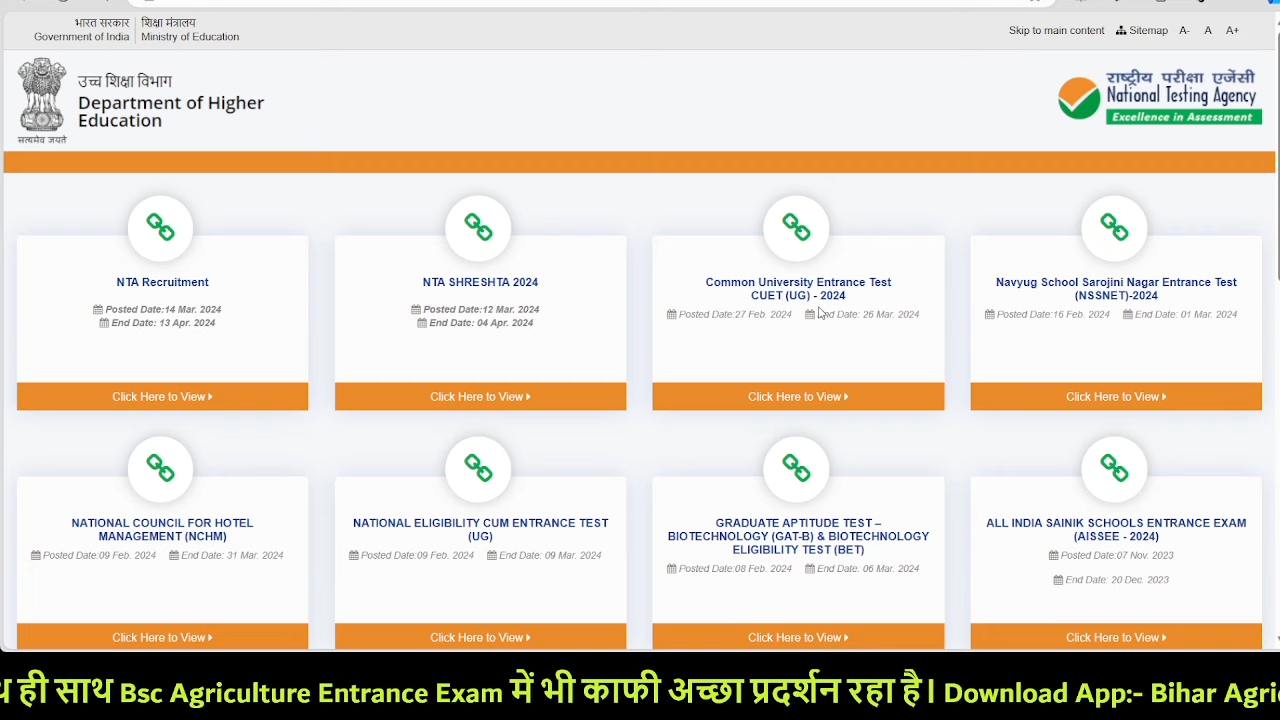 भारत सरकार शिक्षा मंत्रालय
Government of India Ministry of Education
Skip to main content Sitemap A- A A+
सत्यमेव जयते
उच्च शिक्षा विभाग
Department of Higher
Education
राष्ट्रीय परीक्षा एजेंसी
National Testing Agency
Excellence in Assessment
NTA Recruitment
Posted Date:14 Mar. 2024
End Date: 13 Apr. 2024
Click Here to View
NTA SHRESHTA 2024
Posted Date:12 Mar. 2024
End Date: 04 Apr. 2024
Click Here to View
Common University Entrance Test
CUET (UG) - 2024
Posted Date:27 Feb. 2024 End Date: 26 Mar. 2024
Click Here to View
Navyug School Sarojini Nagar Entrance Test
(NSSNET)-2024
Posted Date:16 Feb. 2024 End Date: 01 Mar. 2024
Click Here to View
NATIONAL COUNCIL FOR HOTEL
MANAGEMENT (NCHM)
Posted Date:09 Feb. 2024 End Date: 31 Mar. 2024
Click Here to View
NATIONAL ELIGIBILITY CUM ENTRANCE TEST
(UG)
Posted Date:09 Feb. 2024 End Date: 09 Mar. 2024
Click Here to View
GRADUATE APTITUDE TEST –
BIOTECHNOLOGY (GAT-B) & BIOTECHNOLOGY
ELIGIBILITY TEST (BET)
Posted Date:08 Feb. 2024 End Date: 06 Mar. 2024
Click Here to View
ALL INDIA SAINIK SCHOOLS ENTRANCE EXAM
(AISSEE - 2024)
Posted Date:07 Nov. 2023
End Date: 20 Dec. 2023
Click Here to View
ही साथ Bsc Agriculture Entrance Exam में भी काफी अच्छा प्रदर्शन रहा है। Download App:- Bihar